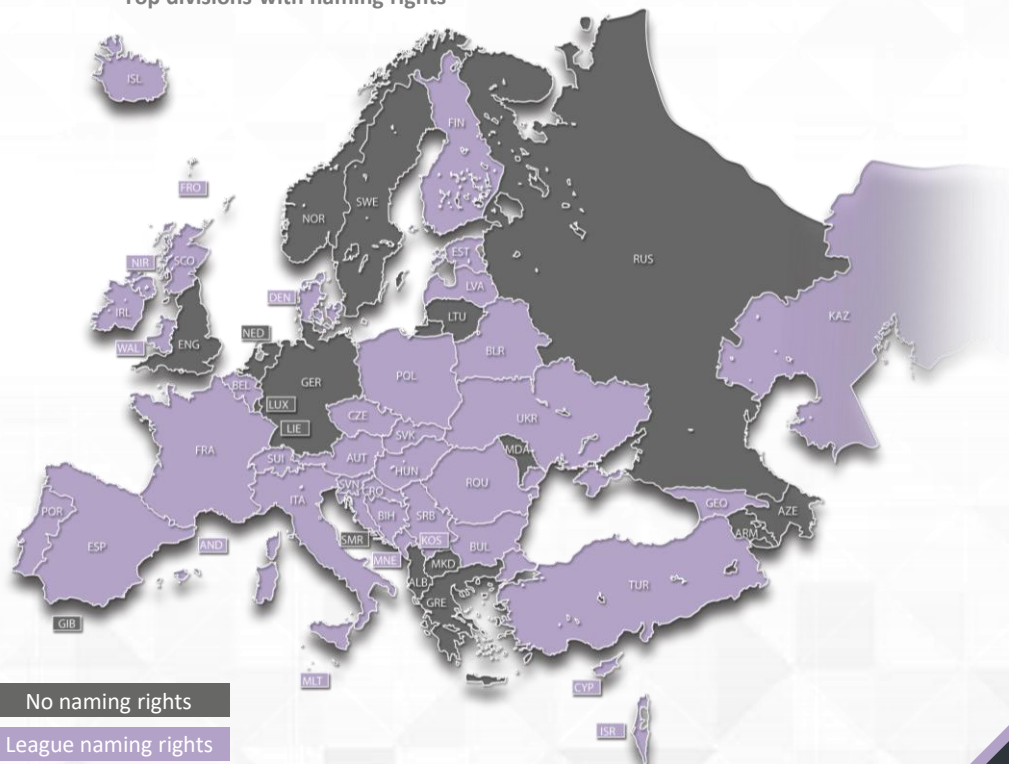 Top divisions with naming rights
ISL
FIN
FRO
SWE
NOR
RUS
SCO
NIR
EST
LVA
DEN
IRL
KAZ
LTU
NED
ENG
WAL
BLR
POL
GER
BEL
LUX
CZE
UKR
LIE
SVK
FRA
MDA
AUT
SUI
HUN
ROU
SVN
CRO
ITA
GEO
POR
BIH
SRB
AZE
ARM
SMR
KOS
AND
ESP
BUL
MNE
MKD
ALB
TUR
GRE
GIB
MLT
CYP
ISR
No naming rights
League naming rights